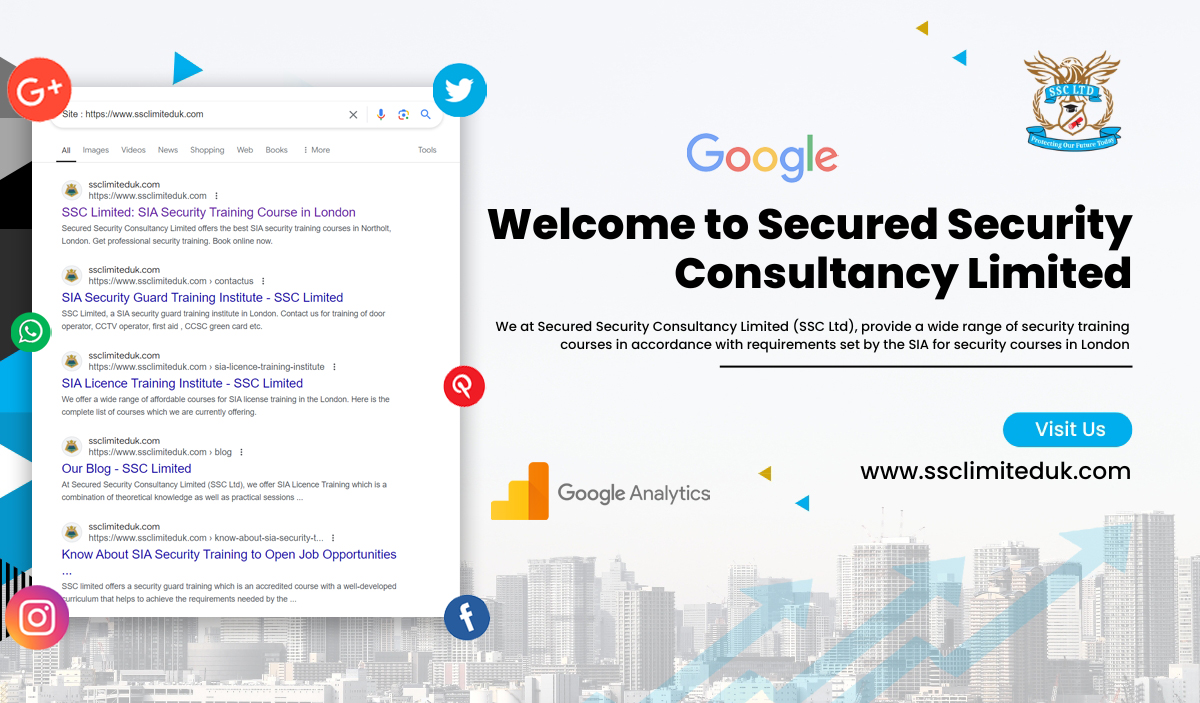 G+
Site : https://www.ssclimiteduk.com
All Images Videos News Shopping Web Books More Tools
ssclimiteduk.com
https://www.ssclimiteduk.com
SSC Limited: SIA Security Training Course in London
Secured Security Consultancy Limited offers the best SIA security training courses in Northolt,
London. Get professional security training. Book online now.
ssclimiteduk.com
https://www.ssclimiteduk.com › contactus
SIA Security Guard Training Institute - SSC Limited
SSC Limited, a SIA security guard training institute in London. Contact us for training of door
operator, CCTV operator, first aid , CCSC green card etc.
ssclimiteduk.com
https://www.ssclimiteduk.com › sia-licence-training-institute
SIA Licence Training Institute - SSC Limited
We offer a wide range of affordable courses for SIA license training in the London. Here is the
complete list of courses which we are currently offering.
ssclimiteduk.com
https://www.ssclimiteduk.com › blog
Our Blog - SSC Limited
At Secured Security Consultancy Limited (SSC Ltd), we offer SIA Licence Training which is a
combination of theoretical knowledge as well as practical sessions ...
ssclimiteduk.com
https://www.ssclimiteduk.com › know-about-sia-security-t...
Know About SIA Security Training to Open Job Opportunities
...
SSC limited offers a security guard training which is an accredited course with a well-developed
curriculum that helps to achieve the requirements needed by the ...
SSC LTD
Protecting Our Future Today
Google
Welcome to Secured Security
Consultancy Limited
We at Secured Security Consultancy Limited (SSC Ltd), provide a wide range of security training
courses in accordance with requirements set by the SIA for security courses in London
Visit Us
www.ssclimiteduk.com
Google Analytics